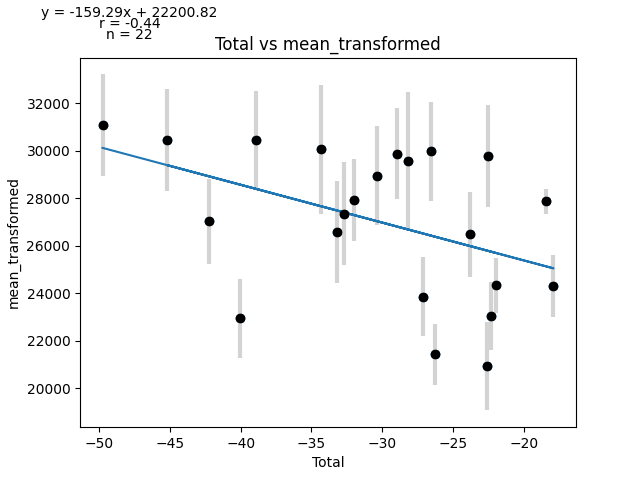 y = -159.29x + 22200.82
r = -0.44
n = 22
Total vs mean_transformed
mean_transformed
32000
30000
28000
26000
24000
22000
20000
−50 −45 −40 −35 −30 −25 −20
Total